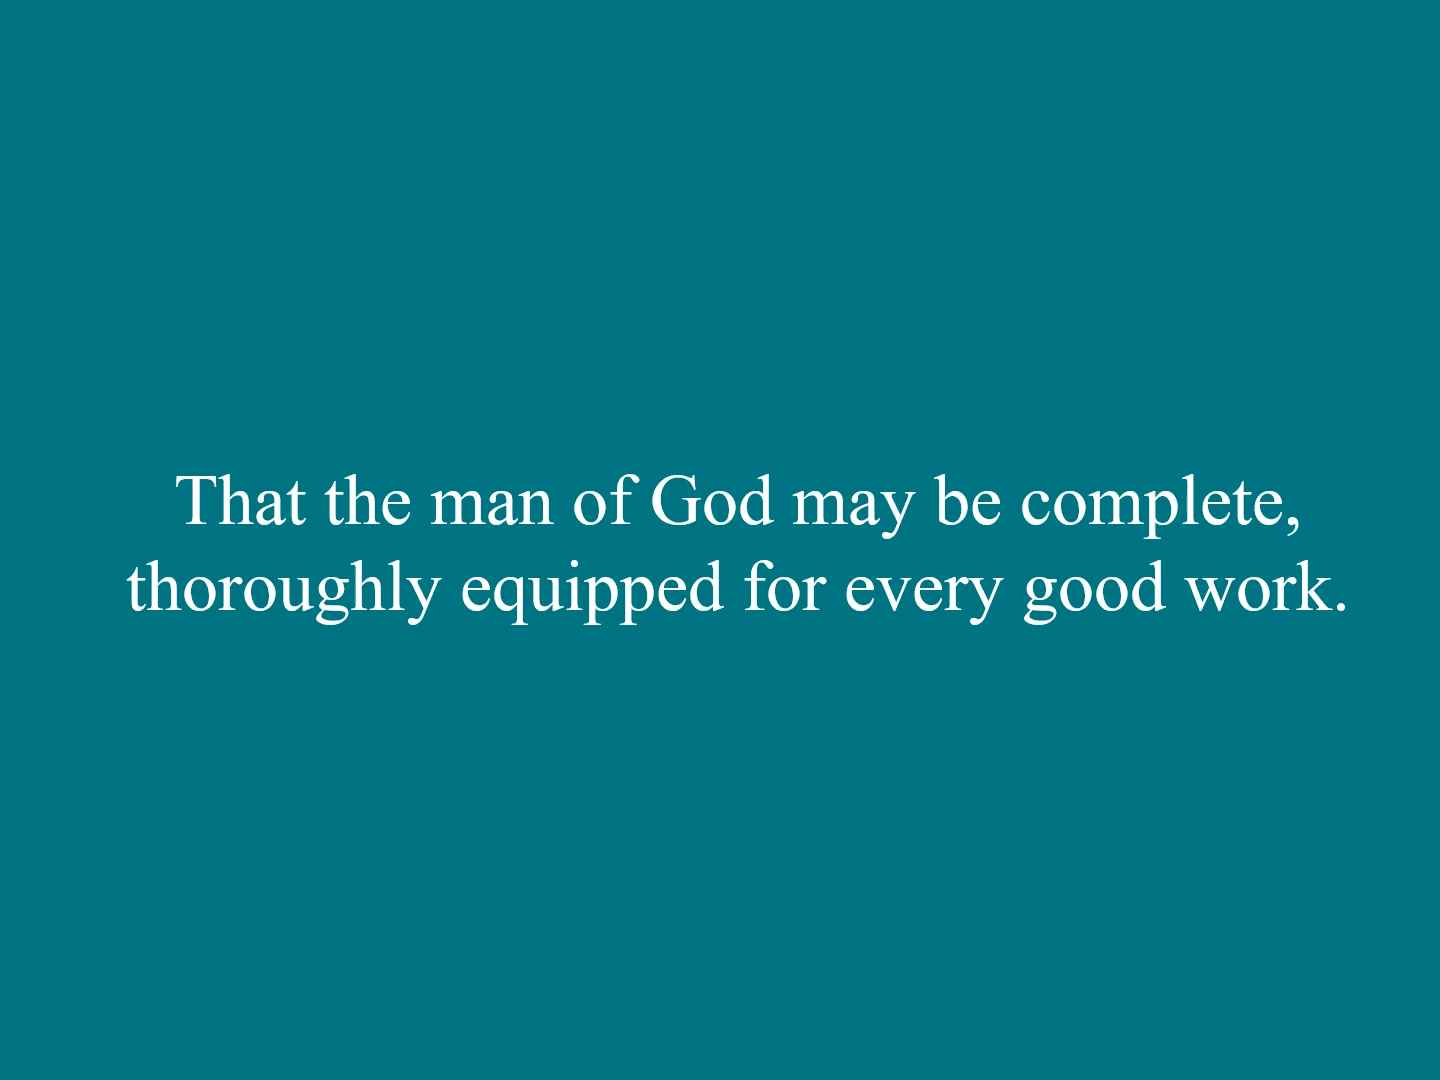 That the man of God may be complete,
thoroughly equipped for every good work.